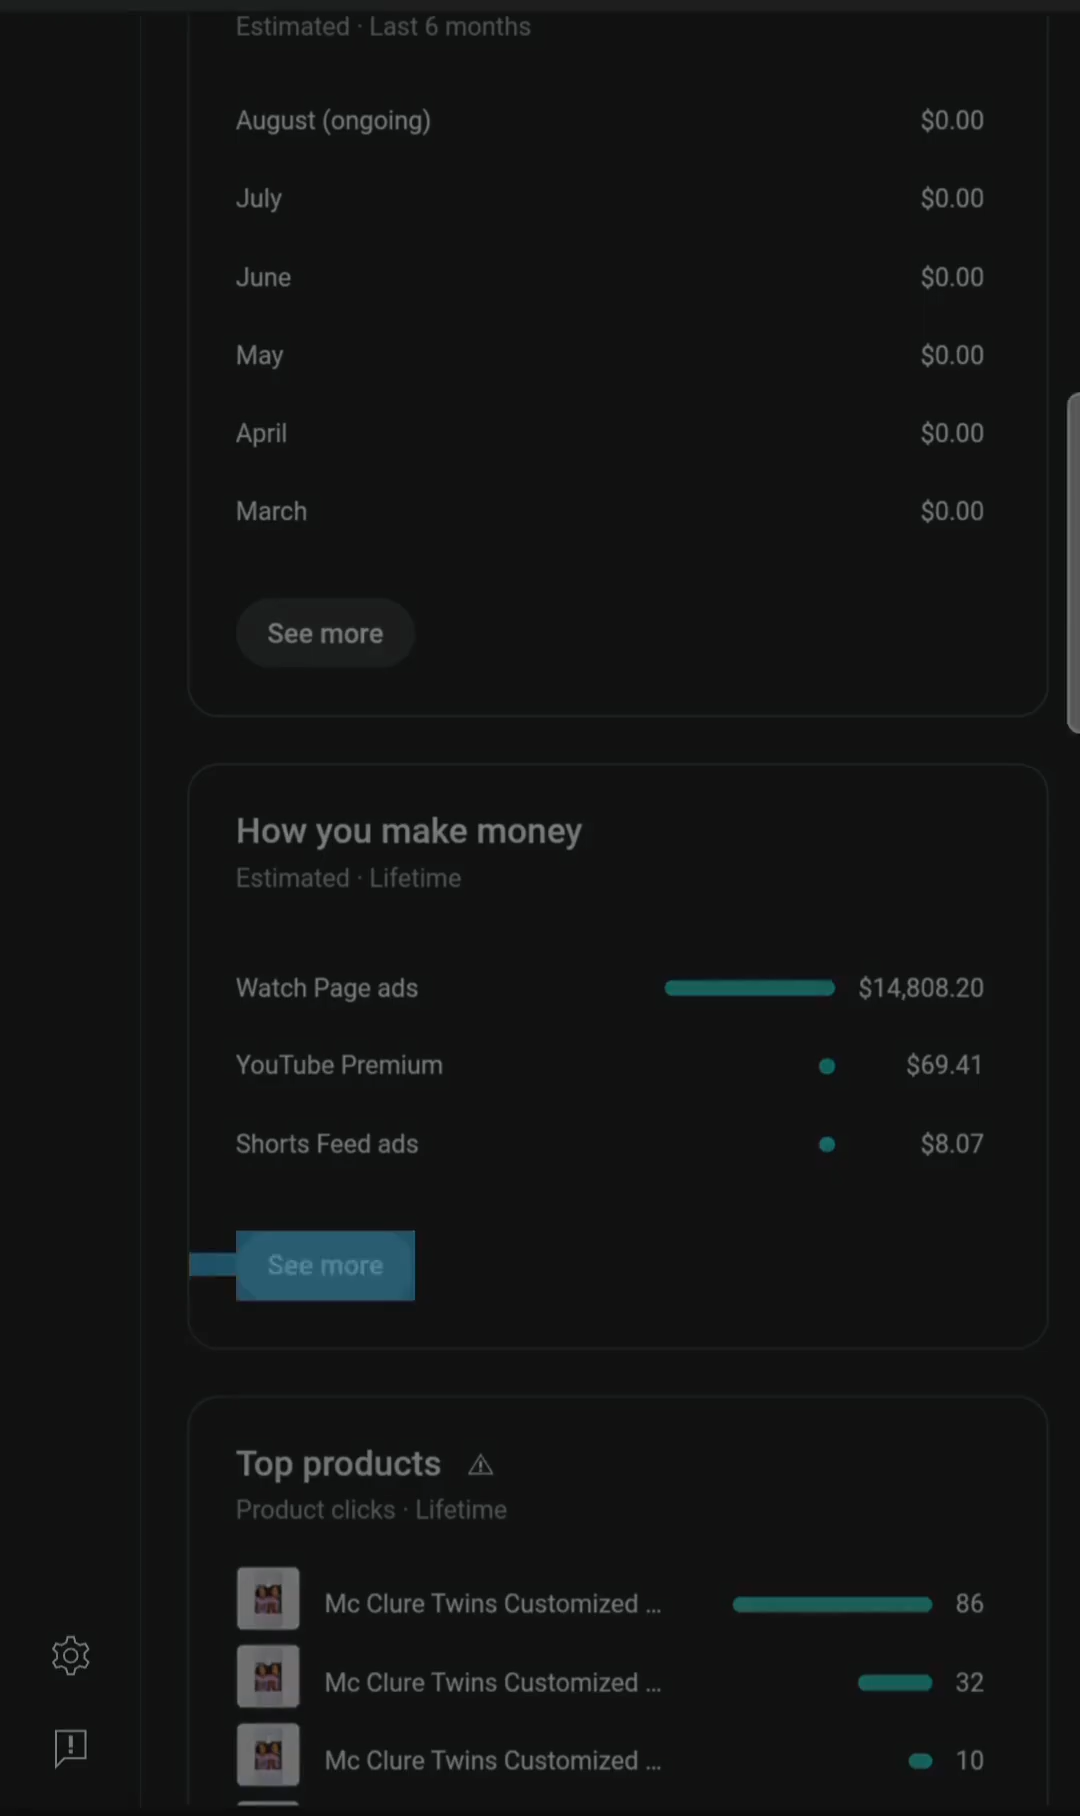 Estimated · Last 6 months
August (ongoing) $0.00
July $0.00
June $0.00
May $0.00
April $0.00
March $0.00
See more
How you make money
Estimated · Lifetime
Watch Page ads $14,808.20
YouTube Premium $69.41
Shorts Feed ads $8.07
See more
Top products
Product clicks · Lifetime
Mc Clure Twins Customized ... 86
Mc Clure Twins Customized ... 32
Mc Clure Twins Customized ... 10